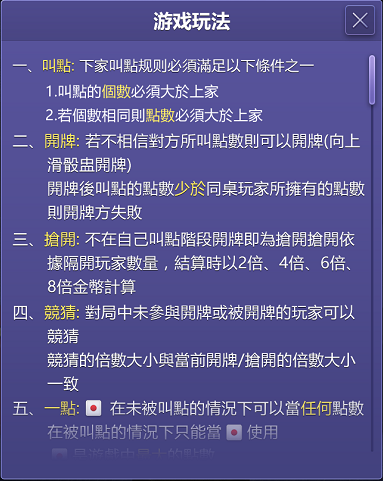 游戏玩法
一、叫點: 下家叫點规则必須滿足以下條件之一
1.叫點的個數必須大於上家
2.若個數相同則點數必須大於上家
二、開牌: 若不相信對方所叫點數則可以開牌(向上
滑骰盅開牌)
開牌後叫點的點數少於同桌玩家所擁有的點數
則開牌方失敗
三、搶開: 不在自己叫點階段開牌即為搶開搶開依
據隔開玩家數量，結算時以2倍、4倍、6倍、
8倍金幣計算
四、競猜: 對局中未參與開牌或被開牌的玩家可以
競猜
競猜的倍數大小與當前開牌/搶開的倍數大小
一致
五、一點: 在未被叫點的情況下可以當任何點數
在被叫點的情況下只能當 使用
是游戲中最大的點數